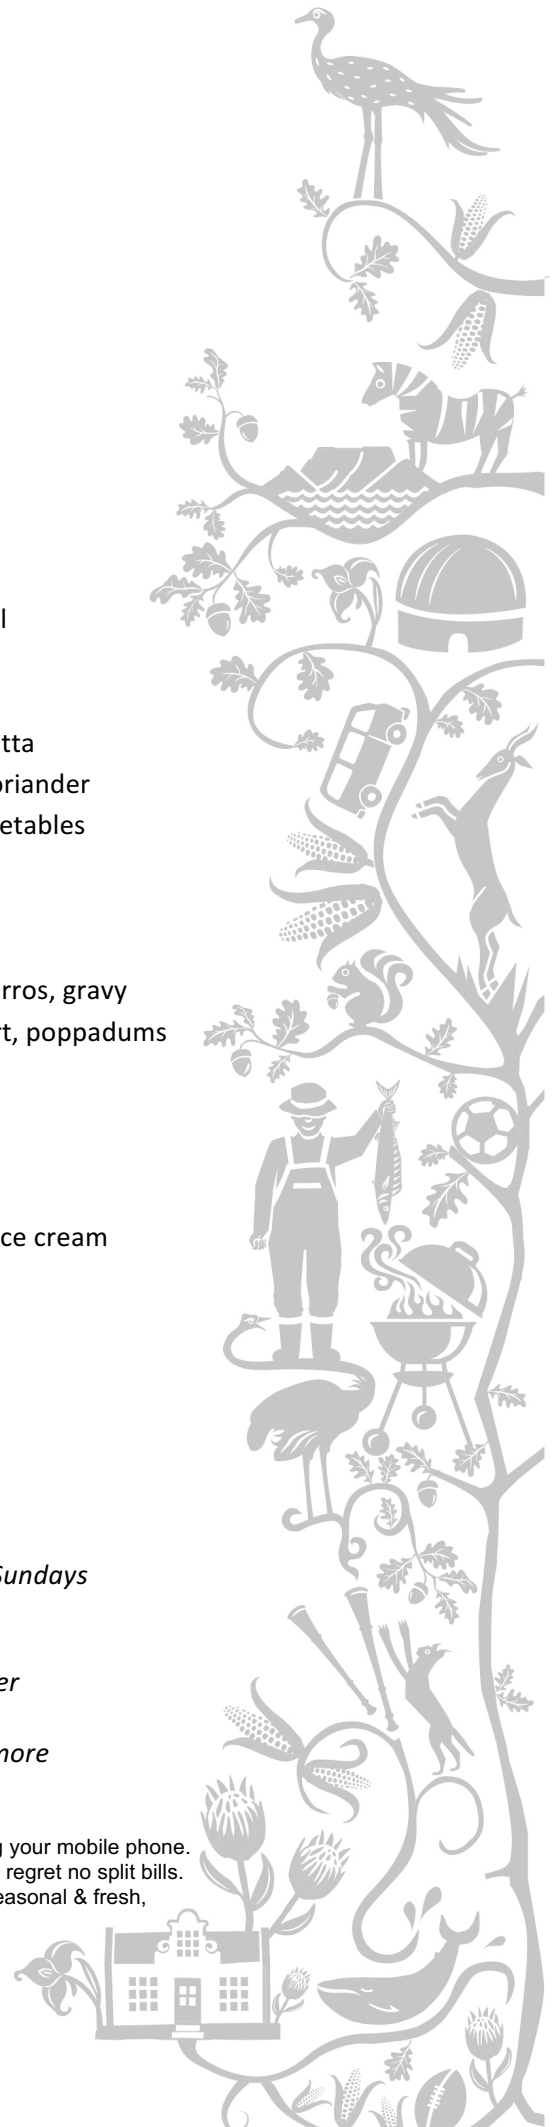 l
tta
oriander
etables
rros, gravy
rt, poppadums
ce cream
Sundays
er
more
g your mobile phone.
regret no split bills.
easonal & fresh,